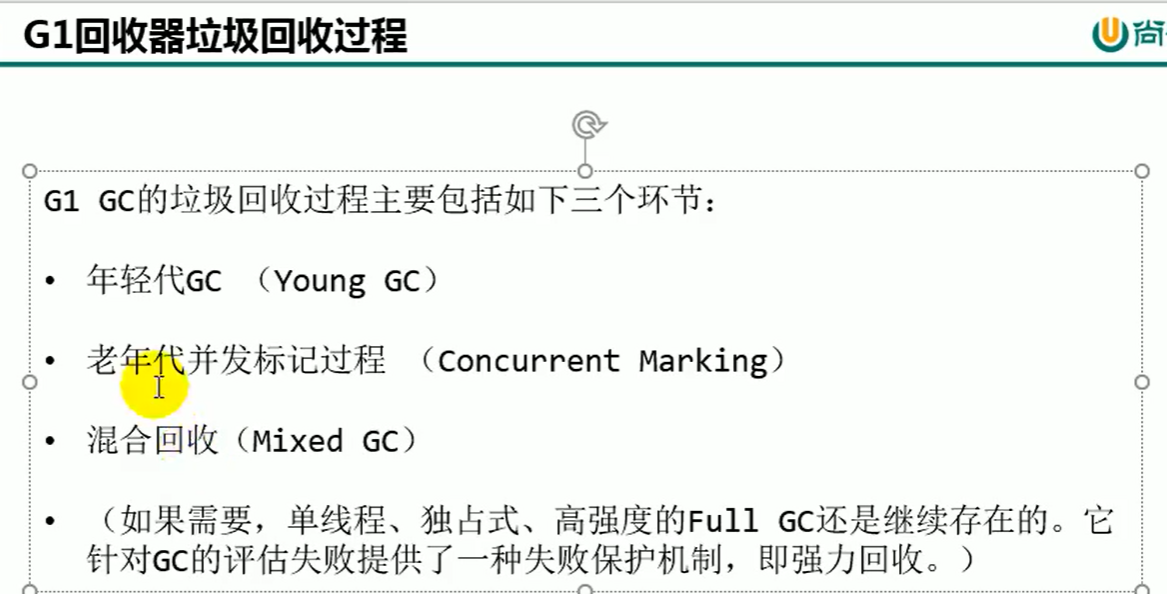 G1回收器垃圾回收过程
尚
G1 GC的垃圾回收过程主要包括如下三个环节：
• 年轻代GC （Young GC）
• 老年代并发标记过程 （Concurrent Marking）
• 混合回收（Mixed GC）
• （如果需要，单线程、独占式、高强度的Full GC还是继续存在的。它
针对GC的评估失败提供了一种失败保护机制，即强力回收。）